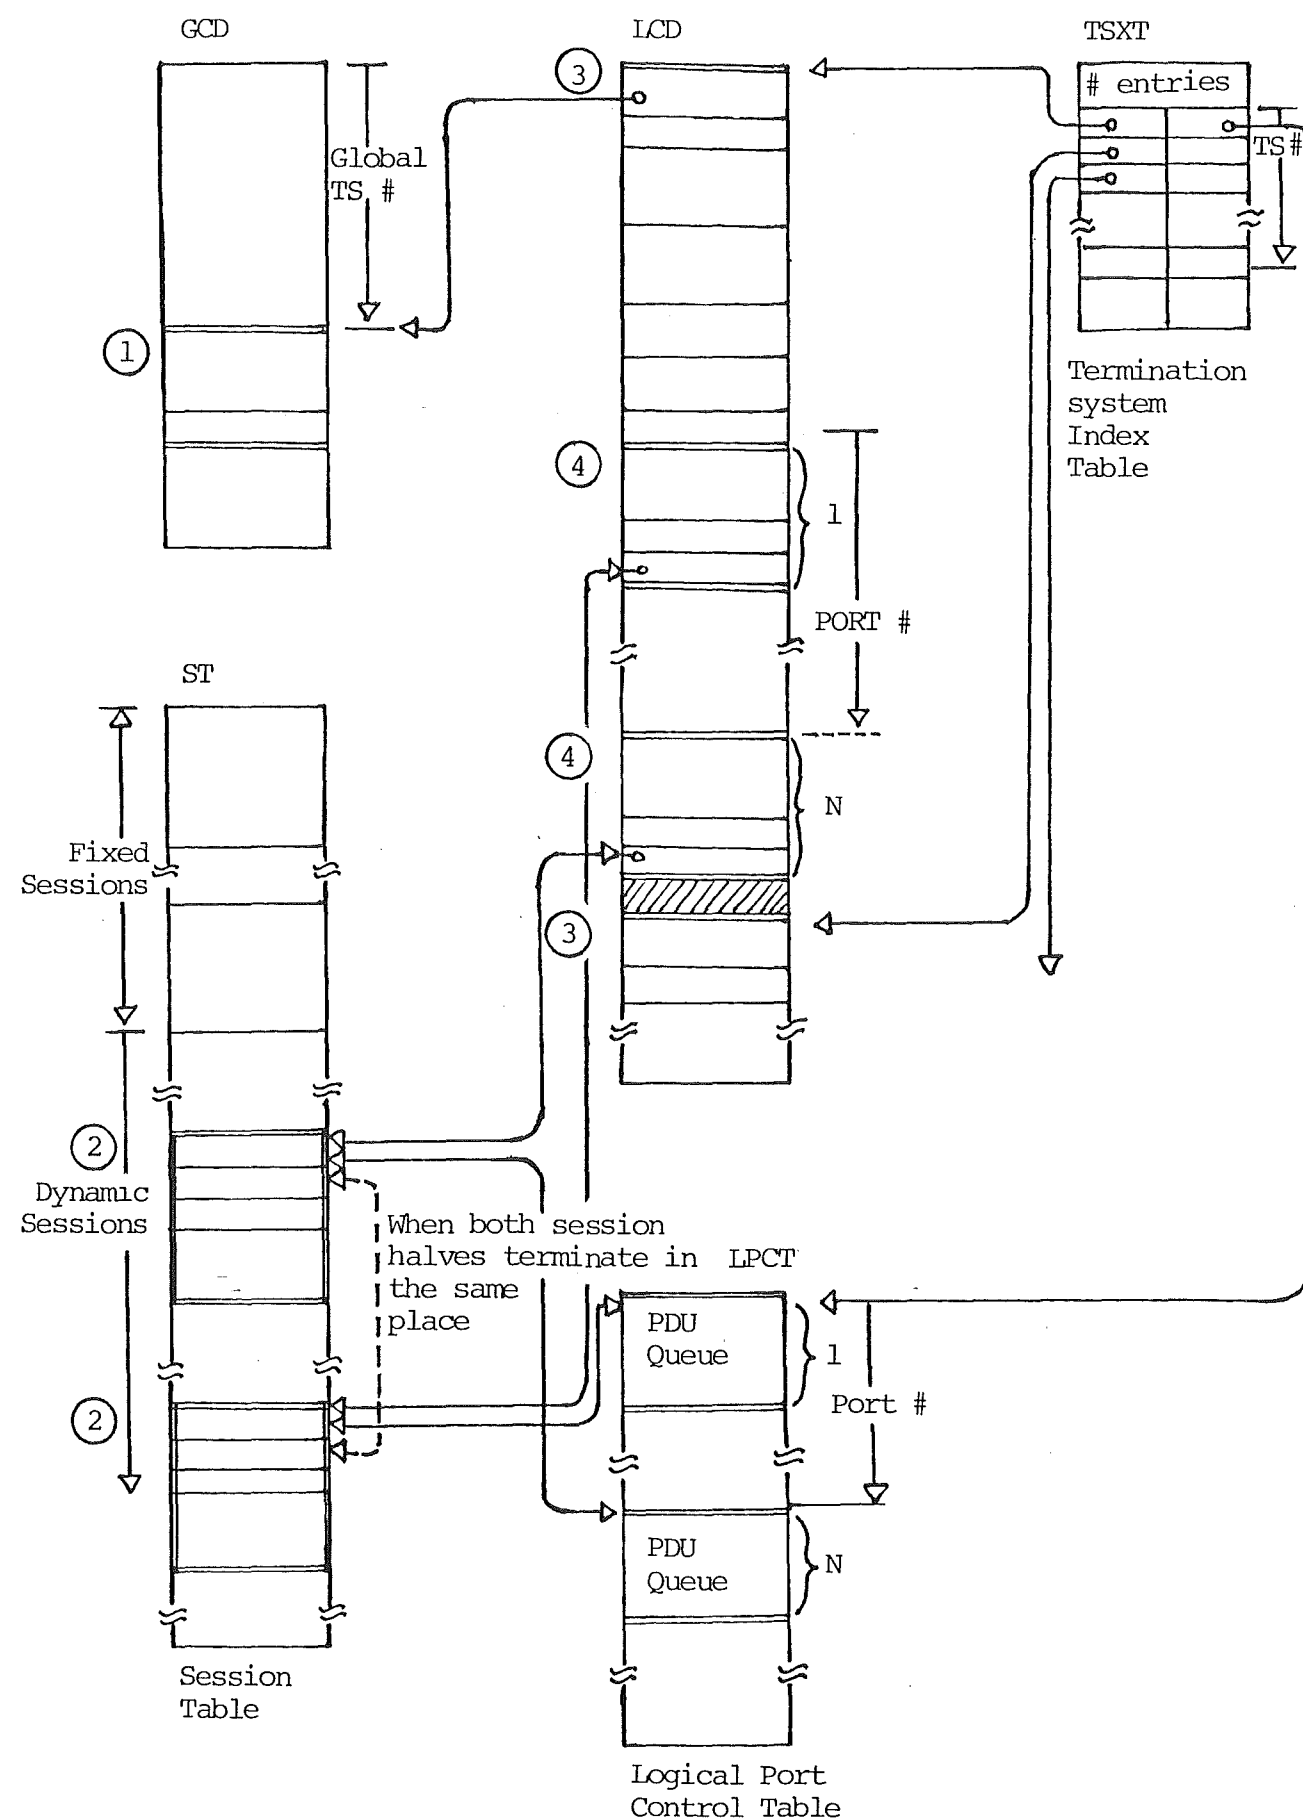 GCD
LCD
TSXT
3
# entries
Global
TS #
TS #
1
Termination
system
Index
Table
4
1
PORT #
ST
4
N
Fixed
Sessions
3
2
Dynamic
Sessions
When both session
halves terminate in
the same
place
LPCT
PDU
Queue
1
Port #
2
PDU
Queue
N
Session
Table
Logical Port
Control Table